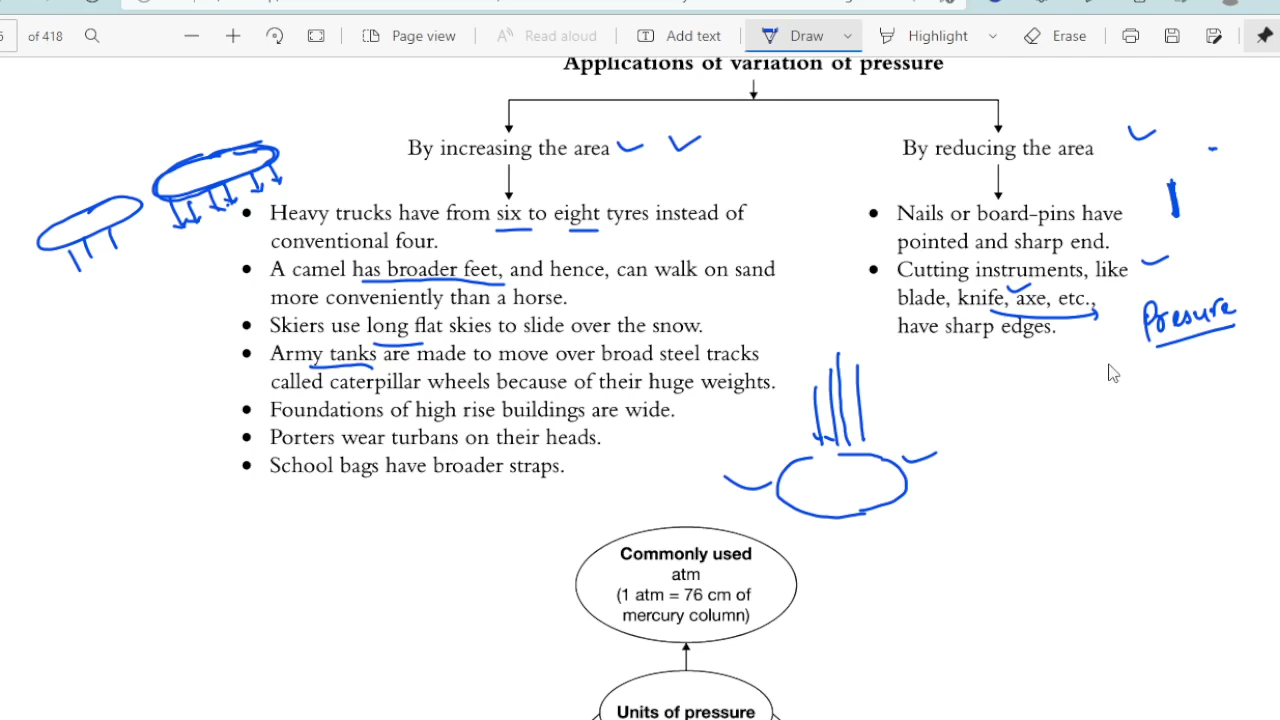 of 418
Page view
Read aloud
Add text
Draw
Highlight
Erase
Applications of variation of pressure
By increasing the area
By reducing the area
• Heavy trucks have from six to eight tyres instead of
conventional four.
• A camel has broader feet, and hence, can walk on sand
more conveniently than a horse.
• Skiers use long flat skies to slide over the snow.
• Army tanks are made to move over broad steel tracks
called caterpillar wheels because of their huge weights.
• Foundations of high rise buildings are wide.
• Porters wear turbans on their heads.
• School bags have broader straps.
• Nails or board-pins have
pointed and sharp end.
• Cutting instruments, like
blade, knife, axe, etc.,
have sharp edges.
Presure
Commonly used
atm
(1 atm = 76 cm of
mercury column)
Units of pressure